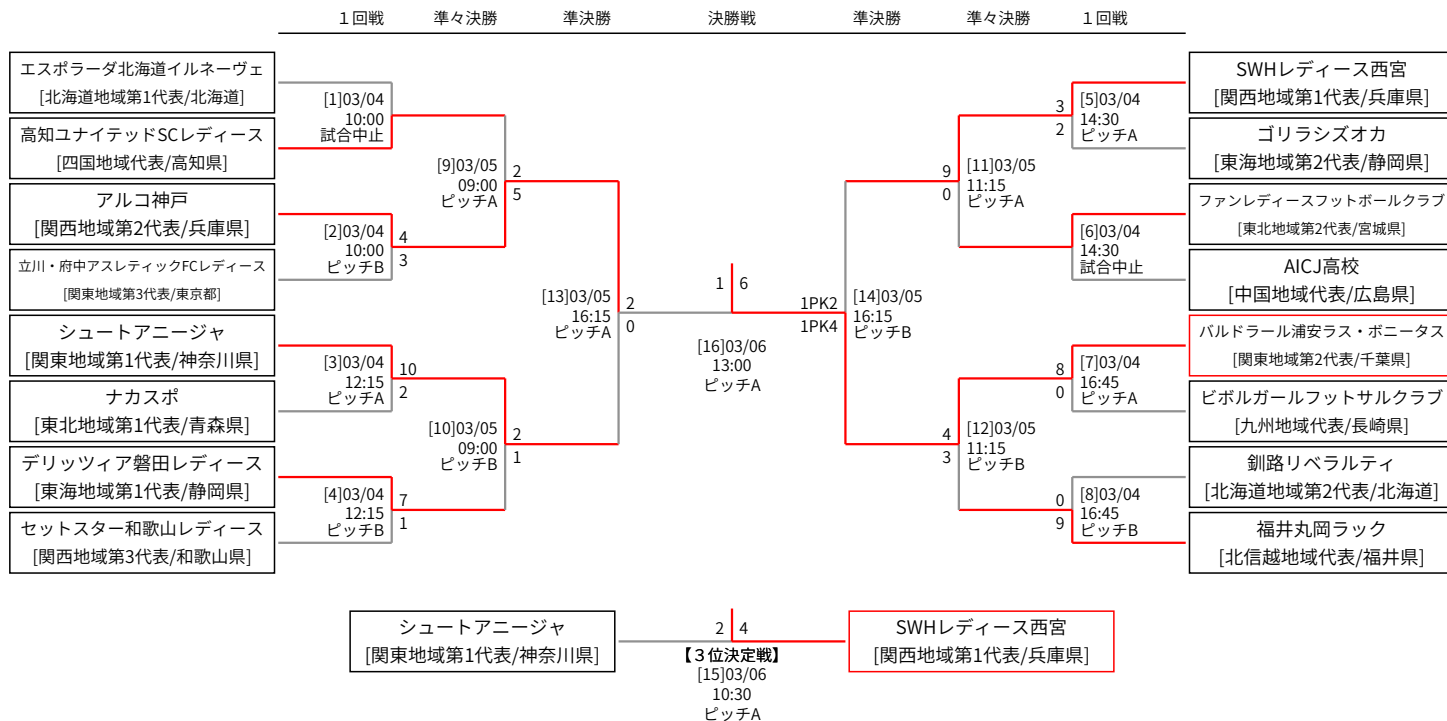 １回戦
準々決勝
準決勝
決勝戦
準決勝
準々決勝
１回戦
エスポラーダ北海道イルネーヴェ
[北海道地域第1代表/北海道]
高知ユナイテッドSCレディース
[四国地域代表/高知県]
アルコ神戸
[関西地域第2代表/兵庫県]
立川・府中アスレティックFCレディース
[関東地域第3代表/東京都]
シュートアニージャ
[関東地域第1代表/神奈川県]
ナカスポ
[東北地域第1代表/青森県]
デリッツィア磐田レディース
[東海地域第1代表/静岡県]
セットスター和歌山レディース
[関西地域第3代表/和歌山県]
[1]03/04
10:00
試合中止
[2]03/04
10:00
ピッチB
4
3
[3]03/04
12:15
ピッチA
10
2
[4]03/04
12:15
ピッチB
7
1
[9]03/05
09:00
ピッチA
2
5
[10]03/05
09:00
ピッチB
2
1
[13]03/05
16:15
ピッチA
2
0
1 6
[16]03/06
13:00
ピッチA
1PK2
1PK4
[14]03/05
16:15
ピッチB
9
0
[11]03/05
11:15
ピッチA
4
3
[12]03/05
11:15
ピッチB
3
2
[5]03/04
14:30
ピッチA
[6]03/04
14:30
試合中止
8
0
[7]03/04
16:45
ピッチA
0
9
[8]03/04
16:45
ピッチB
SWHレディース西宮
[関西地域第1代表/兵庫県]
ゴリラシズオカ
[東海地域第2代表/静岡県]
ファンレディースフットボールクラブ
[東北地域第2代表/宮城県]
AICJ高校
[中国地域代表/広島県]
バルドラール浦安ラス・ボニータス
[関東地域第2代表/千葉県]
ビボルガールフットサルクラブ
[九州地域代表/長崎県]
釧路リベラルティ
[北海道地域第2代表/北海道]
福井丸岡ラック
[北信越地域代表/福井県]
シュートアニージャ
[関東地域第1代表/神奈川県]
2 4
【３位決定戦】
[15]03/06
10:30
ピッチA
SWHレディース西宮
[関西地域第1代表/兵庫県]